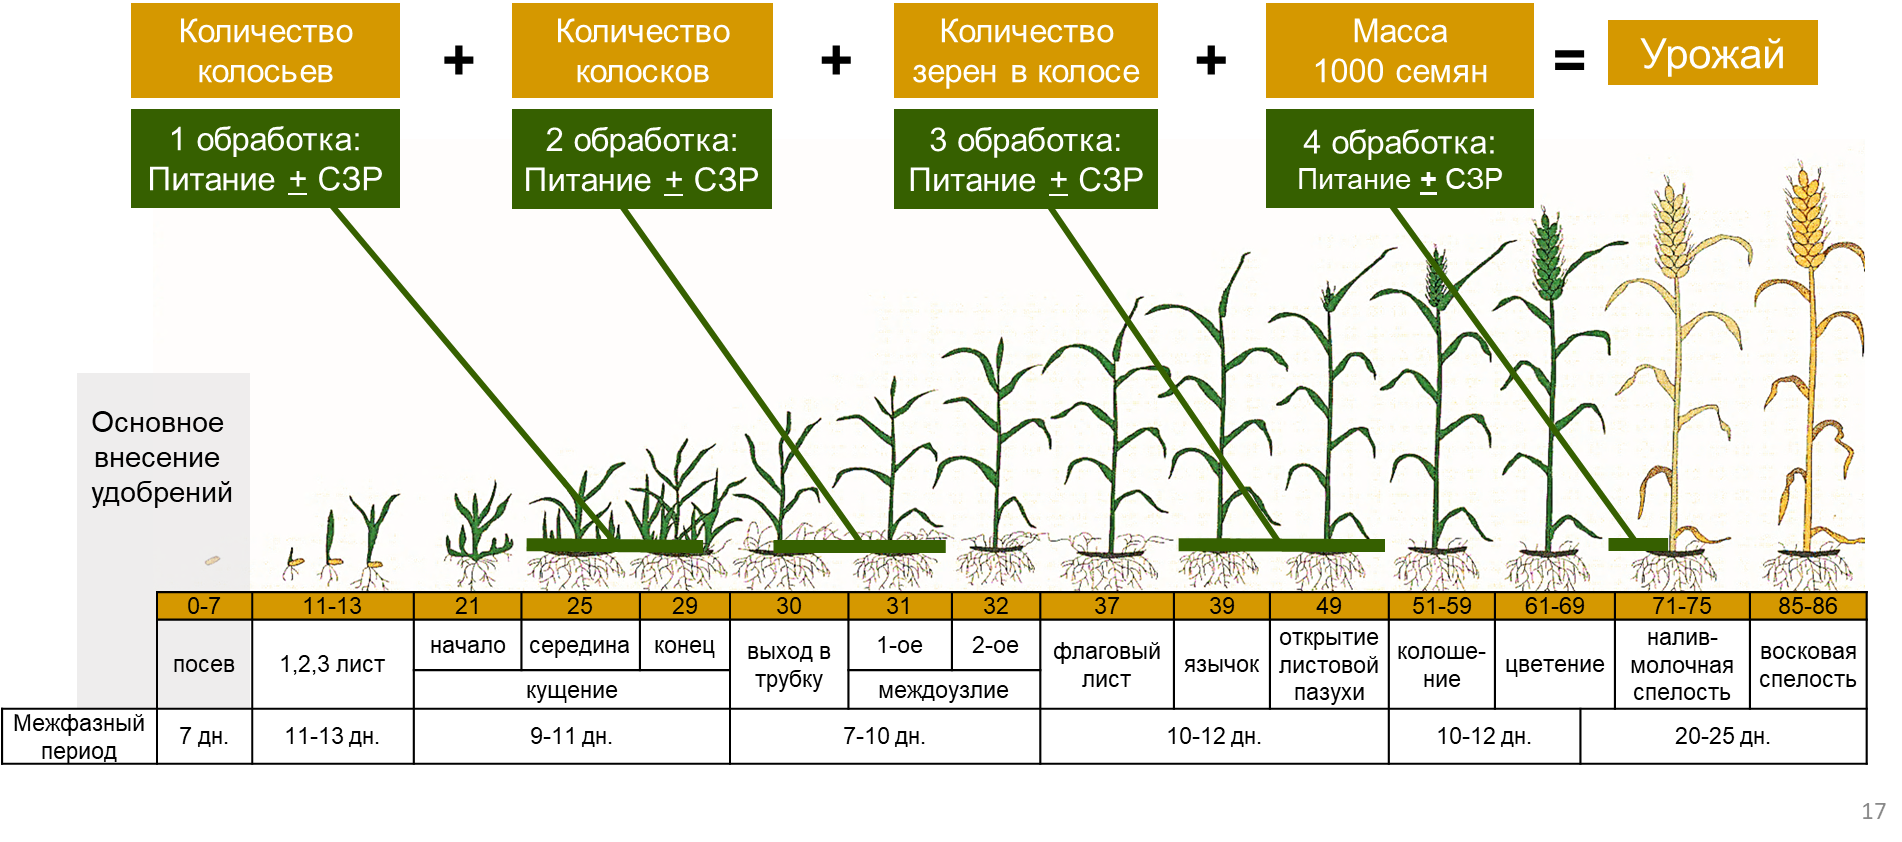 Количество
колосьев
+
Количество
колосков
+
Количество
зерен в колосе
+
Масса
1000 семян
=
Урожай
1 обработка:
Питание ± СЗР
2 обработка:
Питание ± СЗР
3 обработка:
Питание ± СЗР
4 обработка:
Питание ± СЗР
Основное
внесение
удобрений
0-7 11-13 21 25 29 30 31 32 37 39 49 51-59 61-69 71-75 85-86
посев
1,2,3 лист
начало середина конец
кущение
выход в
трубку
1-ое 2-ое
междоузлие
флаговый
лист
язычок
открытие
листовой
пазухи
колоше-
ние
цветение
налив-
молочная
спелость
восковая
спелость
Межфазный
период
7 дн. 11-13 дн. 9-11 дн. 7-10 дн. 10-12 дн. 10-12 дн. 20-25 дн.
17